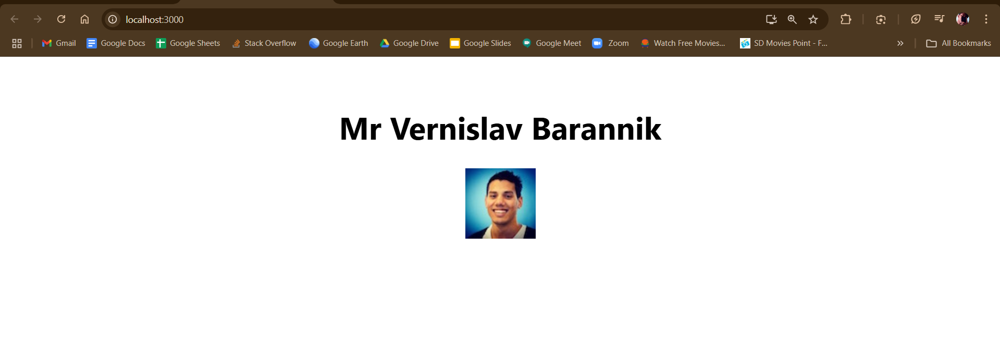 localhost:3000
Gmail Google Docs Google Sheets Stack Overflow Google Earth Google Drive Google Slides Google Meet Zoom Watch Free Movies... SD Movies Point - F... » All Bookmarks
Mr Vernislav Barannik